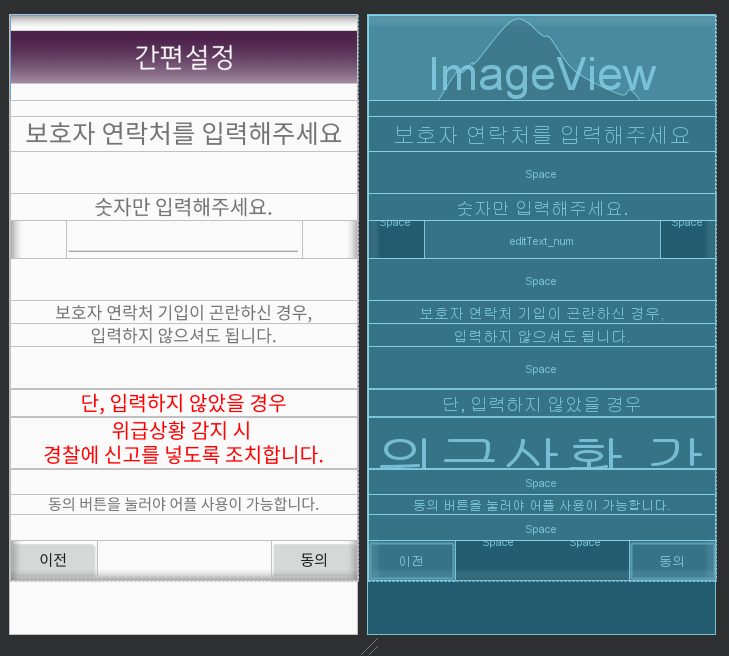 간편설정
보호자 연락처를 입력해주세요
숫자만 입력해주세요.
보호자 연락처 기입이 곤란하신 경우,
입력하지 않으셔도 됩니다.
단, 입력하지 않았을 경우
위급상황 감지 시
경찰에 신고를 넣도록 조치합니다.
동의 버튼을 눌러야 어플 사용이 가능합니다.
이전
동의
ImageView
보호자 연락처를 입력해주세요
Space
숫자만 입력해주세요.
Space
editText_num
Space
Space
보호자 연락처 기입이 곤란하신 경우,
입력하지 않으셔도 됩니다.
Space
단, 입력하지 않았을 경우
위급상황 가
Space
동의 버튼을 눌러야 어플 사용이 가능합니다.
Space
이전
Space
Space
동의